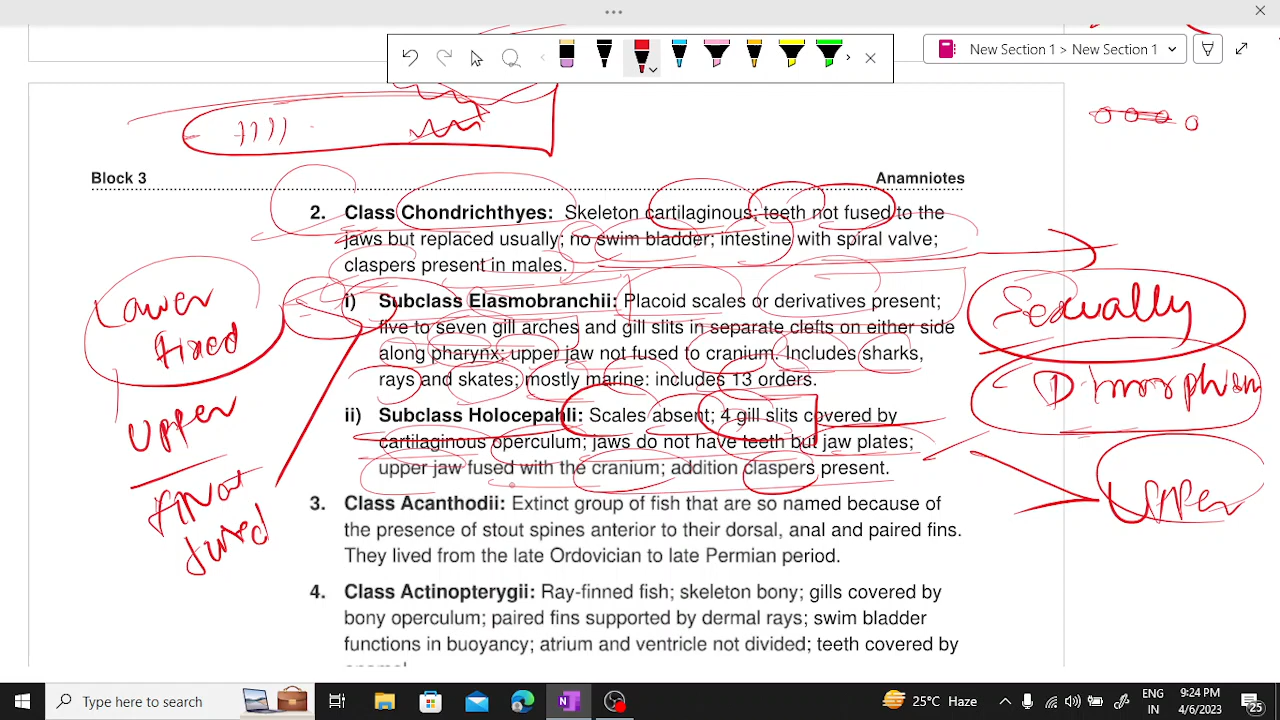 New Section 1 > New Section 1
Block 3
Anamniotes
2. Class Chondrichthyes: Skeleton cartilaginous; teeth not fused to the
jaws but replaced usually; no swim bladder; intestine with spiral valve;
claspers present in males.
i) Subclass Elasmobranchii: Placoid scales or derivatives present;
five to seven gill arches and gill slits in separate clefts on either side
along pharynx; upper jaw not fused to cranium. Includes sharks,
rays and skates; mostly marine: includes 13 orders.
ii) Subclass Holocepahli: Scales absent; 4 gill slits covered by
cartilaginous operculum; jaws do not have teeth but jaw plates;
upper jaw fused with the cranium; addition claspers present.
3. Class Acanthodii: Extinct group of fish that are so named because of
the presence of stout spines anterior to their dorsal, anal and paired fins.
They lived from the late Ordovician to late Permian period.
4. Class Actinopterygii: Ray-finned fish; skeleton bony; gills covered by
bony operculum; paired fins supported by dermal rays; swim bladder
functions in buoyancy; atrium and ventricle not divided; teeth covered by
Lower
fixed
Upper
not
fused
Sexually
Dimorphism
Upper
Type here to search
25°C Haze
ENG
IN
9:24 PM
4/6/2023
25